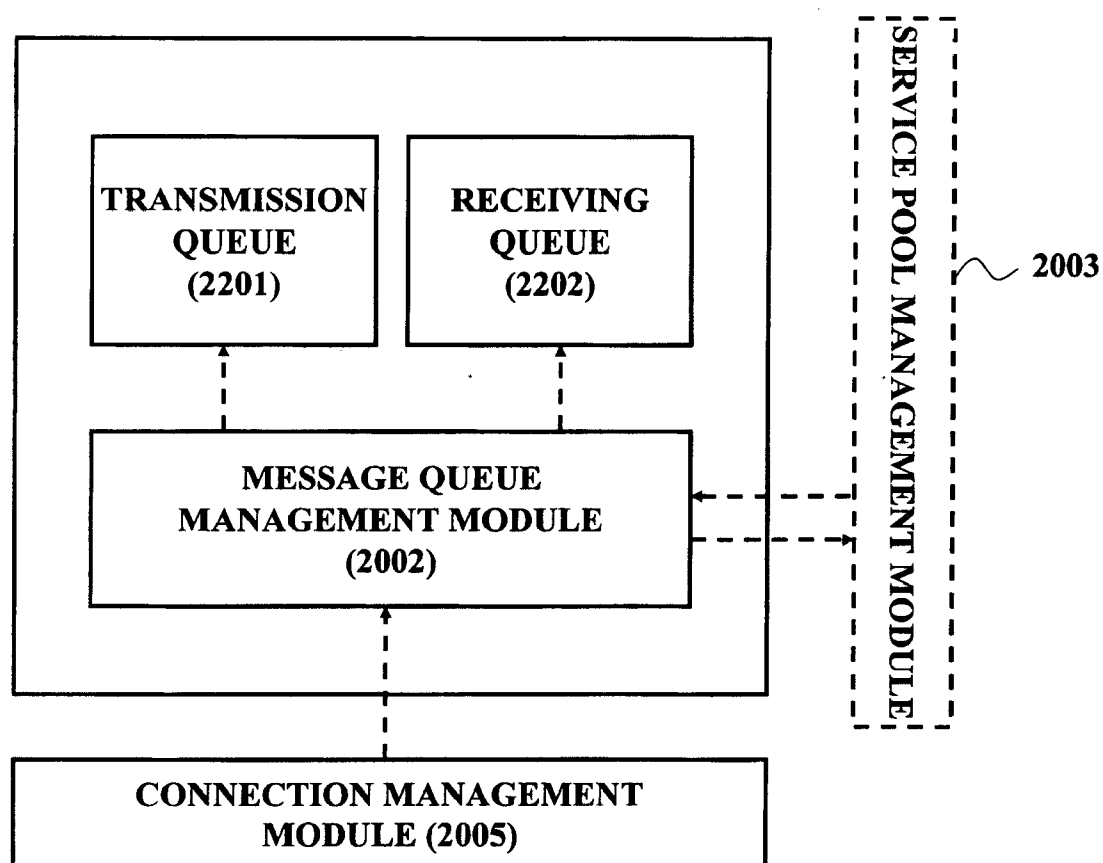 TRANSMISSION
QUEUE
(2201)
RECEIVING
QUEUE
(2202)
MESSAGE QUEUE
MANAGEMENT MODULE
(2002)
SERVICE POOL MANAGEMENT MODULE
2003
CONNECTION MANAGEMENT
MODULE (2005)